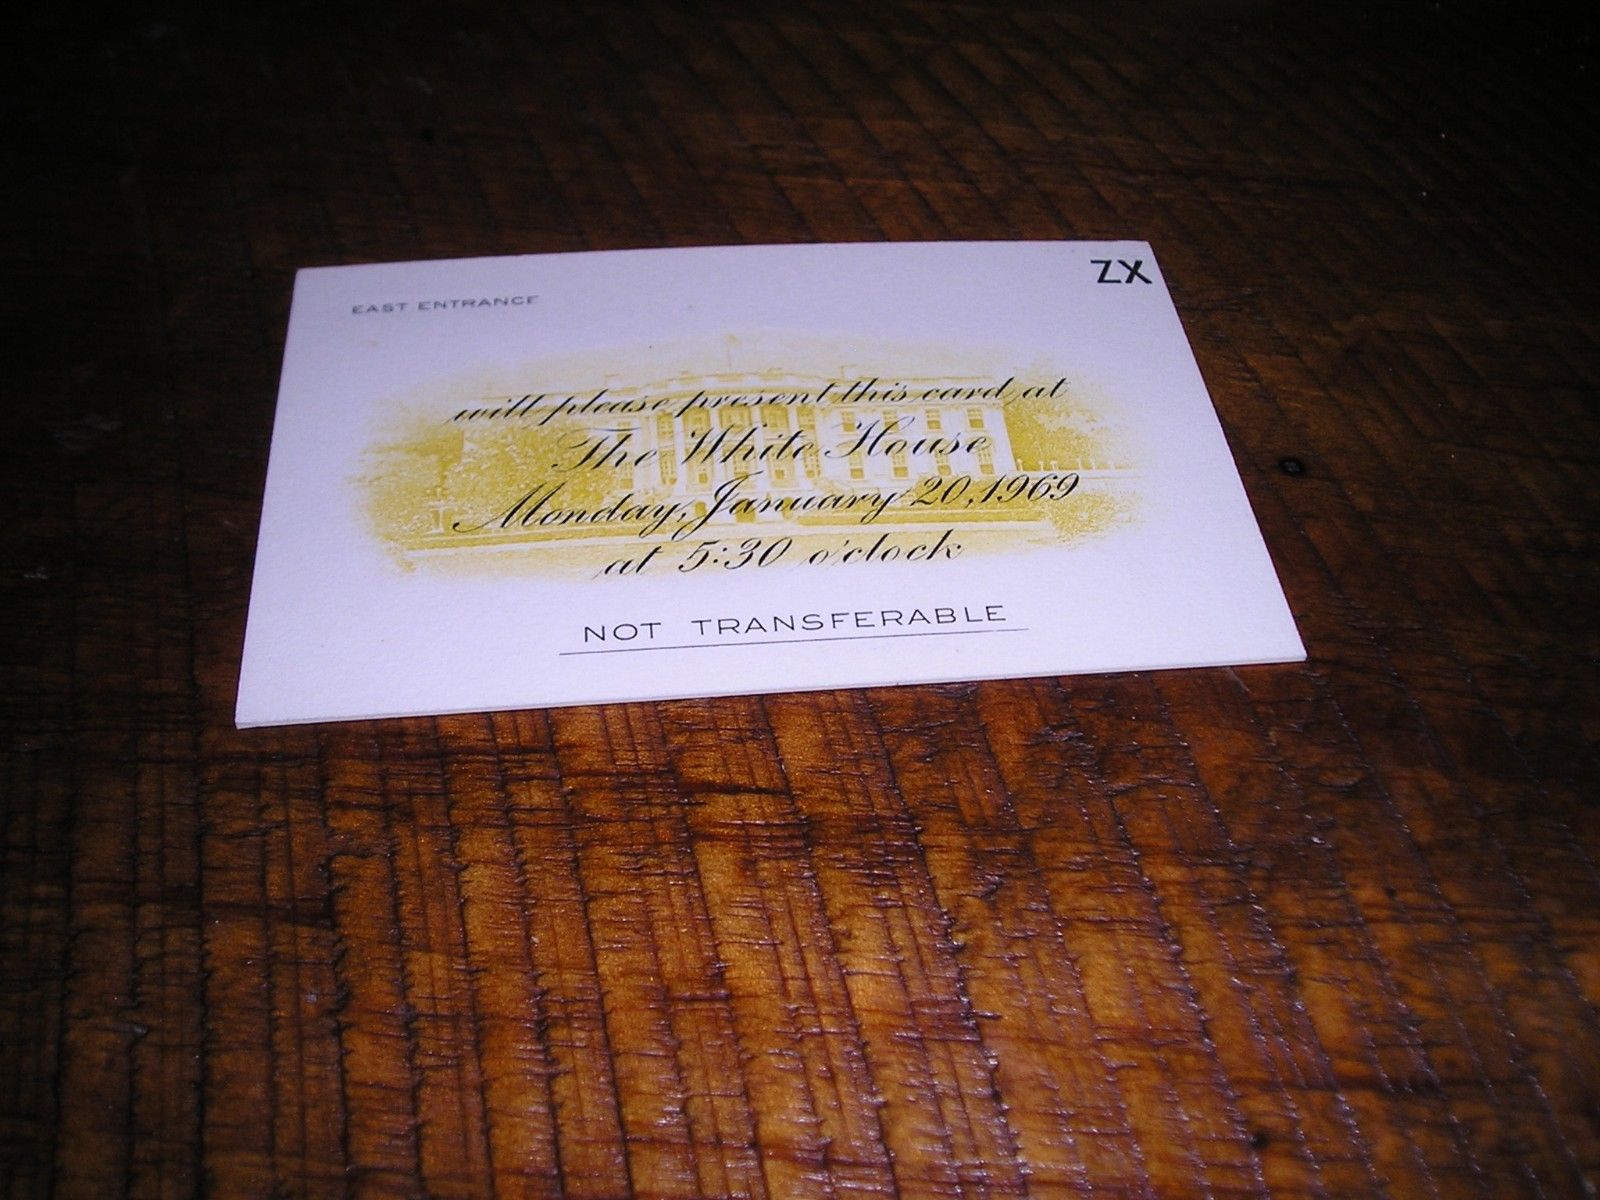 ZX
EAST ENTRANCE
will please present this card at
The White House
Monday, January 20, 1969
at 5:30 o'clock
NOT TRANSFERABLE